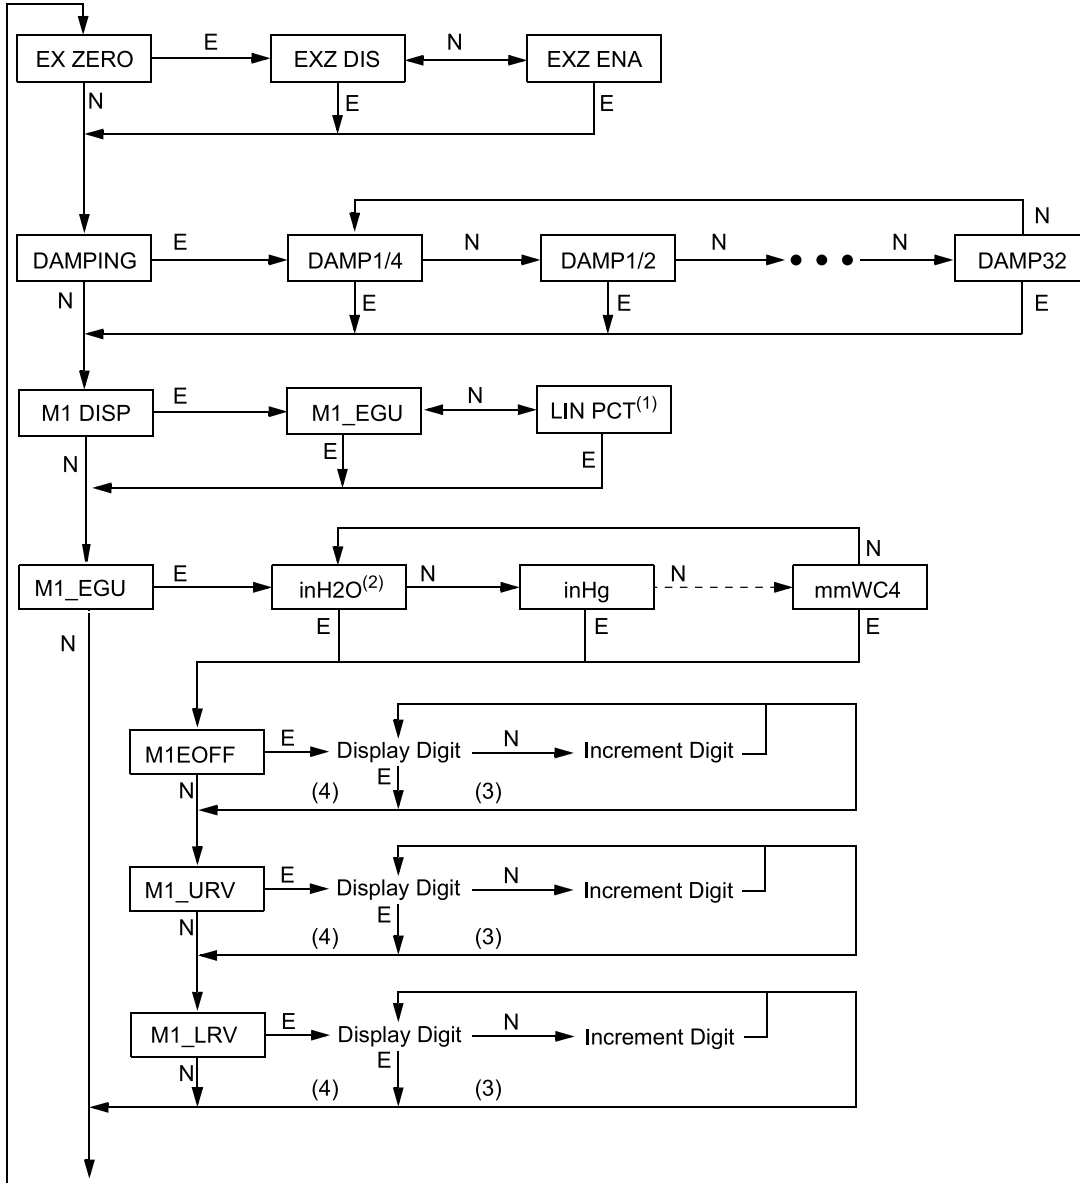 E N
EX ZERO EXZ DIS EXZ ENA
N E E
N
DAMPING E DAMP1/4 N DAMP1/2 N N DAMP32
N E E E
M1 DISP E M1_EGU N LIN PCT(1)
N E E
N
M1_EGU E inH2O(2) N inHg N mmWC4
N E E E
M1EOFF E Display Digit N Increment Digit
N E
(4) (3)
M1_URV E Display Digit N Increment Digit
N E
(4) (3)
M1_LRV E Display Digit N Increment Digit
N E
(4) (3)